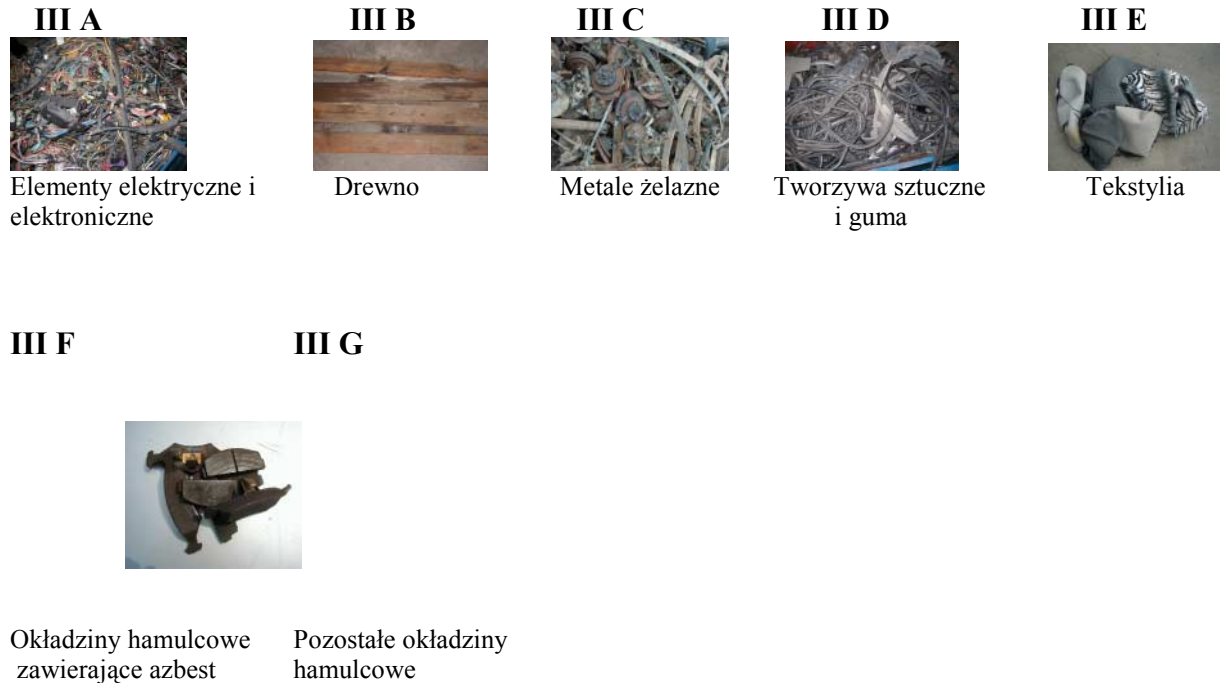 III A III B III C III D III E
Elementy elektryczne i Drewno Metale żelazne Tworzywa sztuczne Tekstylia
elektroniczne i guma
III F III G
Okładziny hamulcowe Pozostałe okładziny
zawierające azbest hamulcowe